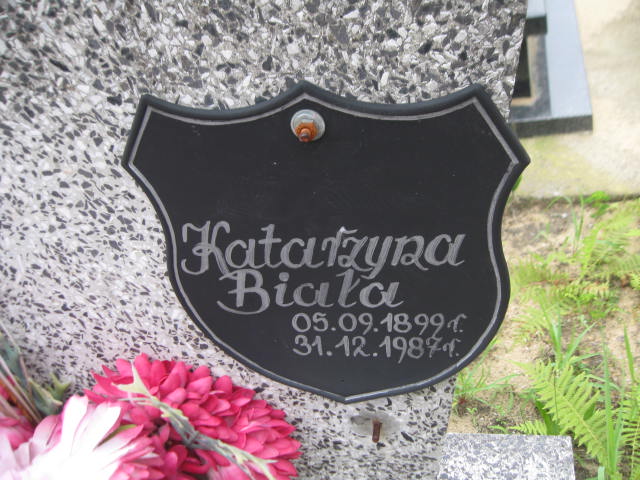 Katarzyna
Biała
05.09.1899 r.
31.12.1987 r.